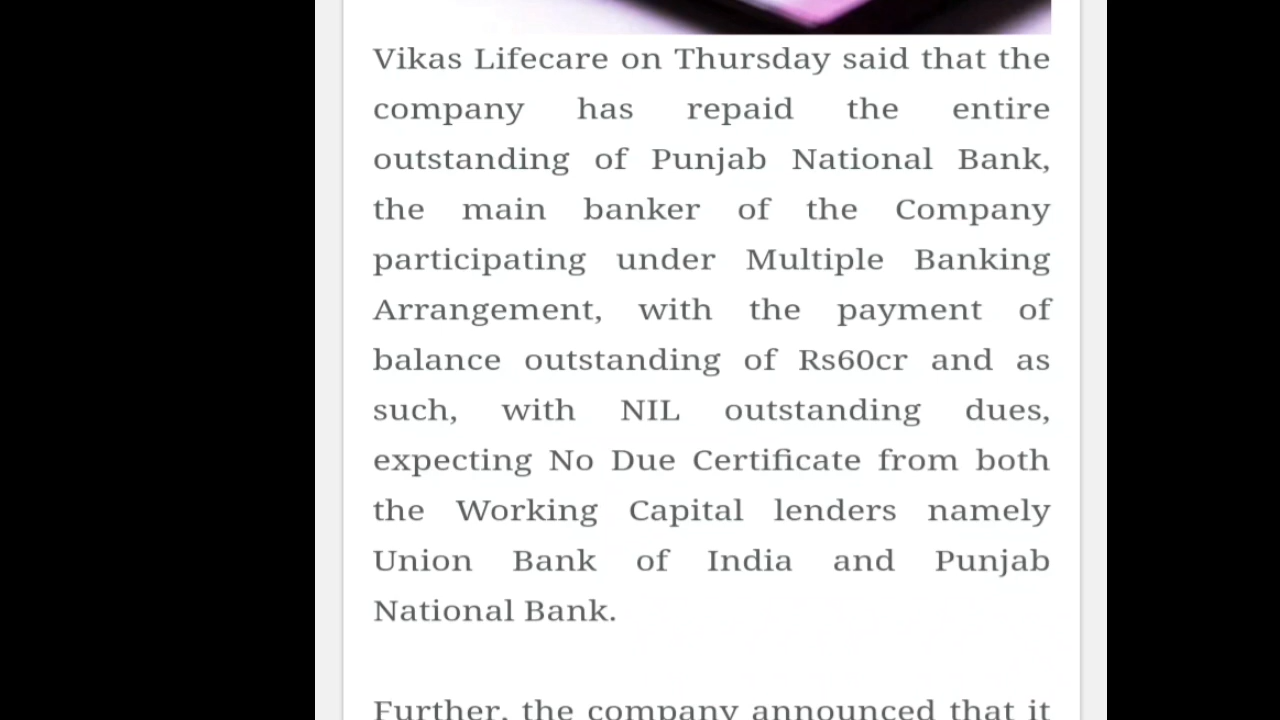 Vikas Lifecare on Thursday said that the
company has repaid the entire
outstanding of Punjab National Bank,
the main banker of the Company
participating under Multiple Banking
Arrangement, with the payment of
balance outstanding of Rs60cr and as
such, with NIL outstanding dues,
expecting No Due Certificate from both
the Working Capital lenders namely
Union Bank of India and Punjab
National Bank.
Further, the company announced that it